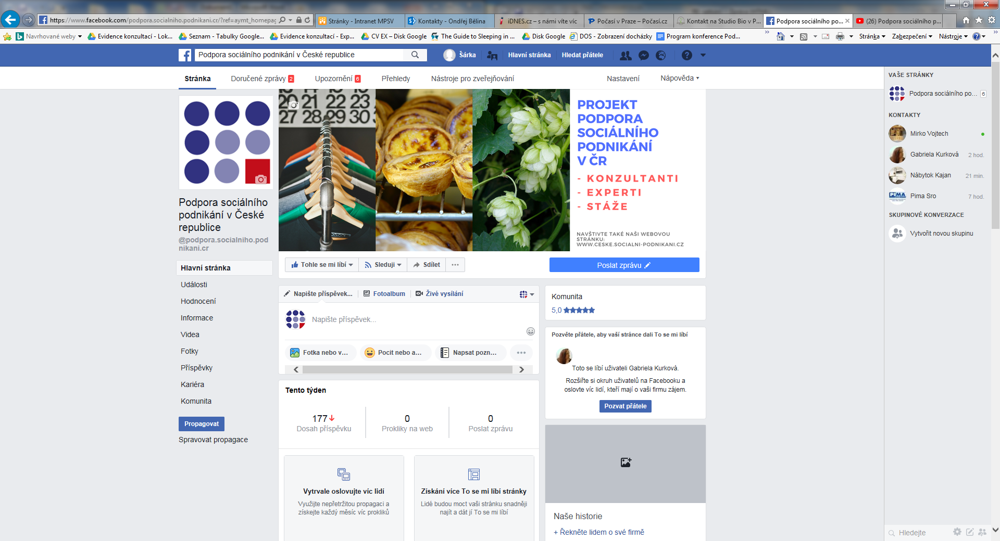 https://www.facebook.com/podpora.socialniho.podnikani.cr/?ref=aymt_homepag
Stránky - Intranet MPSV
Kontakty - Ondřej Bělina
iDNES.cz – s námi víte víc
Počasí v Praze – Počasí.cz
Kontakt na Studio Bio v P...
Podpora sociálního po...
(26) Podpora sociálního p...
Navrhované weby
Evidence konzultací - Lok...
Seznam - Tabulky Google...
Evidence konzultací - Exp...
CV EX – Disk Google
The Guide to Sleeping in ...
Disk Google
DOS - Zobrazení docházky
Program konference Pod...
Stránka
Zabezpečení
Nástroje
Podpora sociálního podnikání v České republice
Šárka
Hlavní stránka
Hledat přátele
Stránka
Doručené zprávy 2
Upozornění 6
Přehledy
Nástroje pro zveřejňování
Nastavení
Nápověda
Podpora sociálního
podnikání v České
republice
@podpora.socialniho.pod
nikani.cr
Hlavní stránka
Události
Hodnocení
Informace
Videa
Fotky
Příspěvky
Kariéra
Komunita
Propagovat
Spravovat propagace
20 21 22 23
27 28 29 30
PROJEKT
PODPORA
SOCIÁLNÍHO
PODNIKÁNÍ
V ČR
- KONZULTANTI
- EXPERTI
- STÁŽE
NAVŠTIVTE TAKÉ NAŠI WEBOVOU
STRÁNKU:
WWW.CESKE.SOCIALNI-PODNIKANI.CZ
Tohle se mi líbí
Sleduji
Sdílet
Poslat zprávu
Napište příspěvek...
Fotoalbum
Živé vysílání
Napište příspěvek...
Fotka nebo v...
Pocit nebo a...
Napsat pozn...
Tento týden
177
Dosah příspěvku
0
Prokliky na web
0
Poslat zprávu
Vytrvale oslovujte víc lidí
Využijte nepřetržitou propagaci a
získejte každý měsíc víc prokliků
Získání více To se mi líbí stránky
Lidé budou moct vaši stránku snadněji
najít a dát jí To se mi líbí
Komunita
5,0
Pozvěte přátele, aby vaší stránce dali To se mi líbí
Toto se líbí uživateli Gabriela Kurková.
Rozšiřte si okruh uživatelů na Facebooku a
oslovte víc lidí, kteří mají o vaši firmu zájem.
Pozvat přátele
Naše historie
+ Řekněte lidem o své firmě
VAŠE STRÁNKY
Podpora sociálního po... 6
KONTAKTY
Mirko Vojtech
Gabriela Kurková 2 hod.
Nábytok Kajan 21 min.
PIMA
Pima Sro 7 hod.
SKUPINOVÉ KONVERZACE
Vytvořit novou skupinu
Hledejte